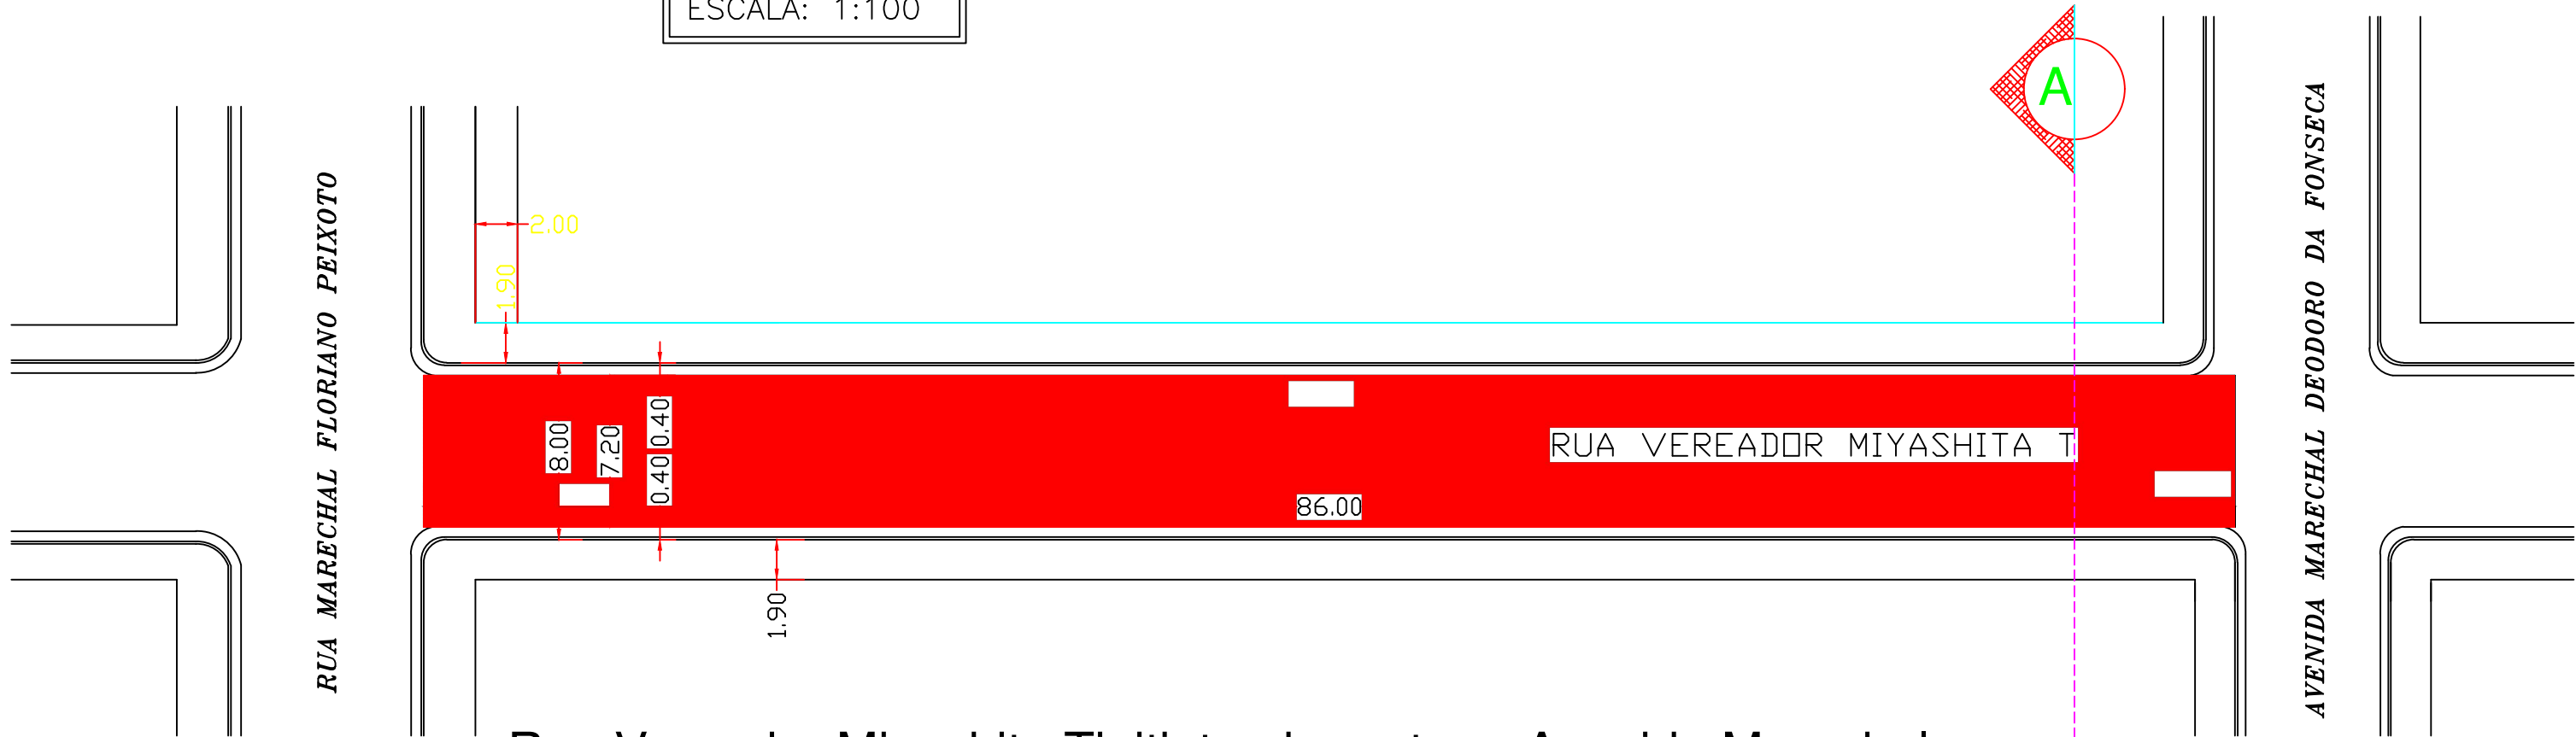 ESCALA: 1:100
A
RUA MARECHAL FLORIANO PEIXOTO
AVENIDA MARECHAL DEODORO DA FONSECA
2.00
1.90
8.00
7.20
0.40
0.40
RUA VEREADOR MIYASHITA T
86.00
1.90